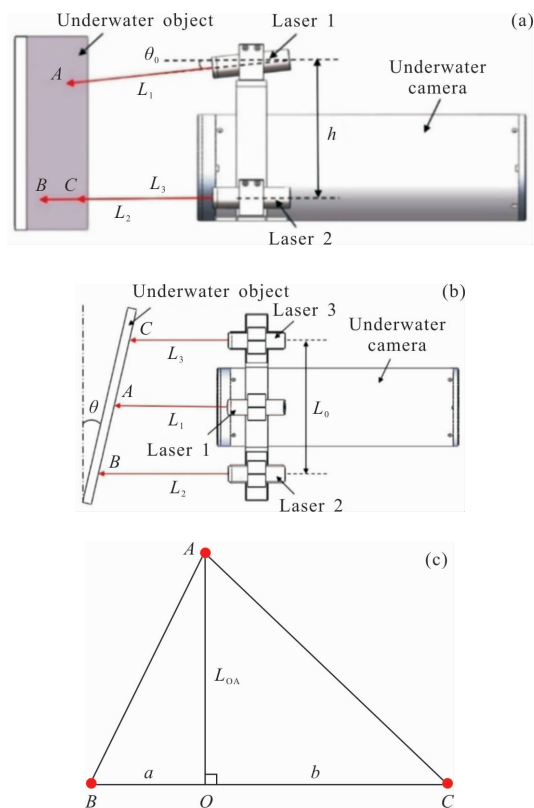 (a)
Underwater object
Laser 1
θ₀
A
L₁
Underwater
camera
h
B
C
L₃
L₂
Laser 2
(b)
Underwater object
Laser 3
C
Underwater
camera
L₃
θ
A
L₁
L₀
Laser 1
B
L₂
Laser 2
(c)
A
L_OA
a
b
B
O
C